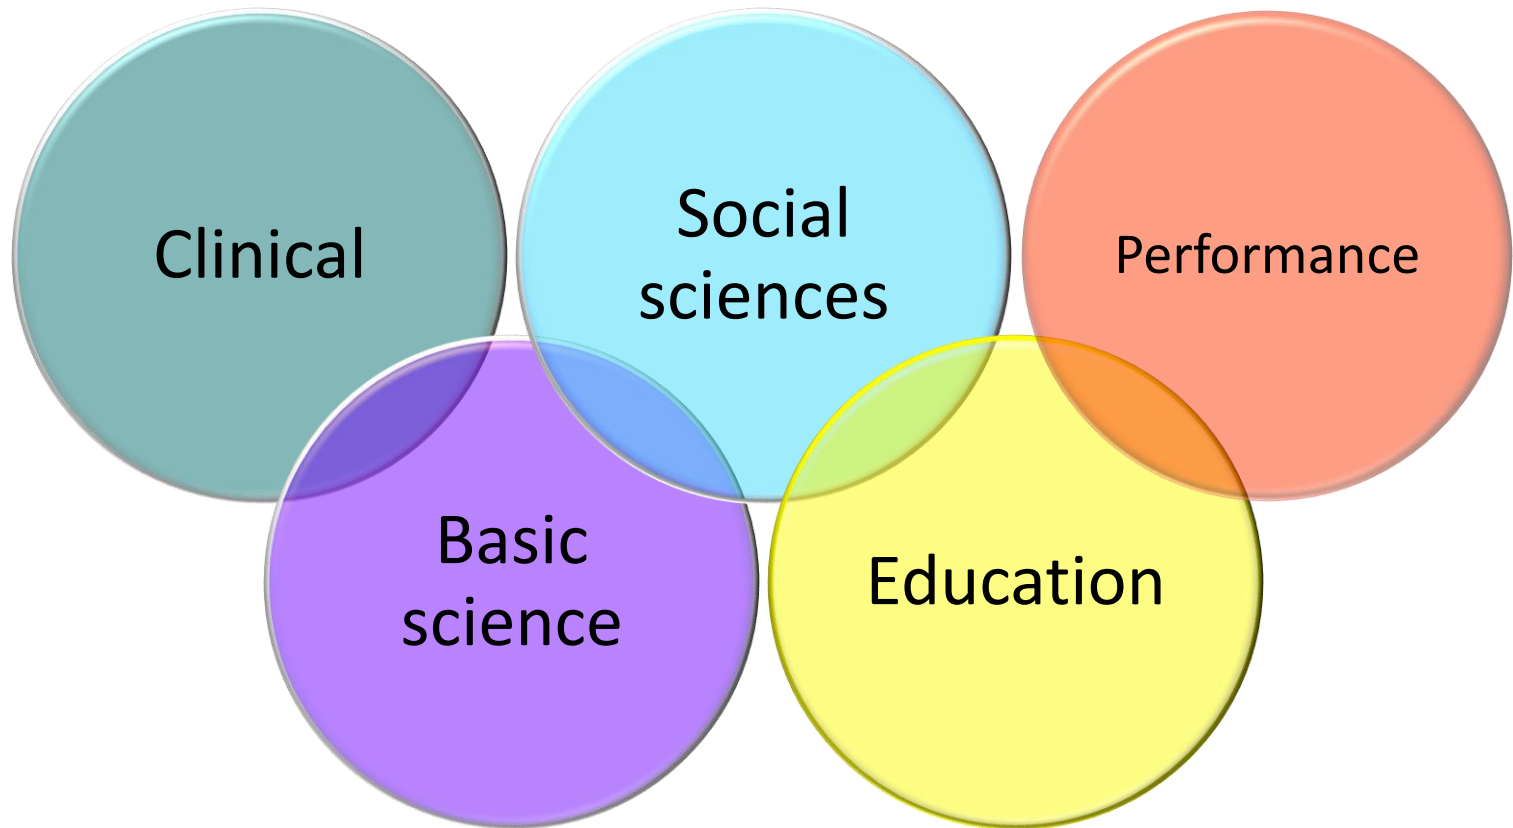 Clinical
Social
sciences
Performance
Basic
science
Education